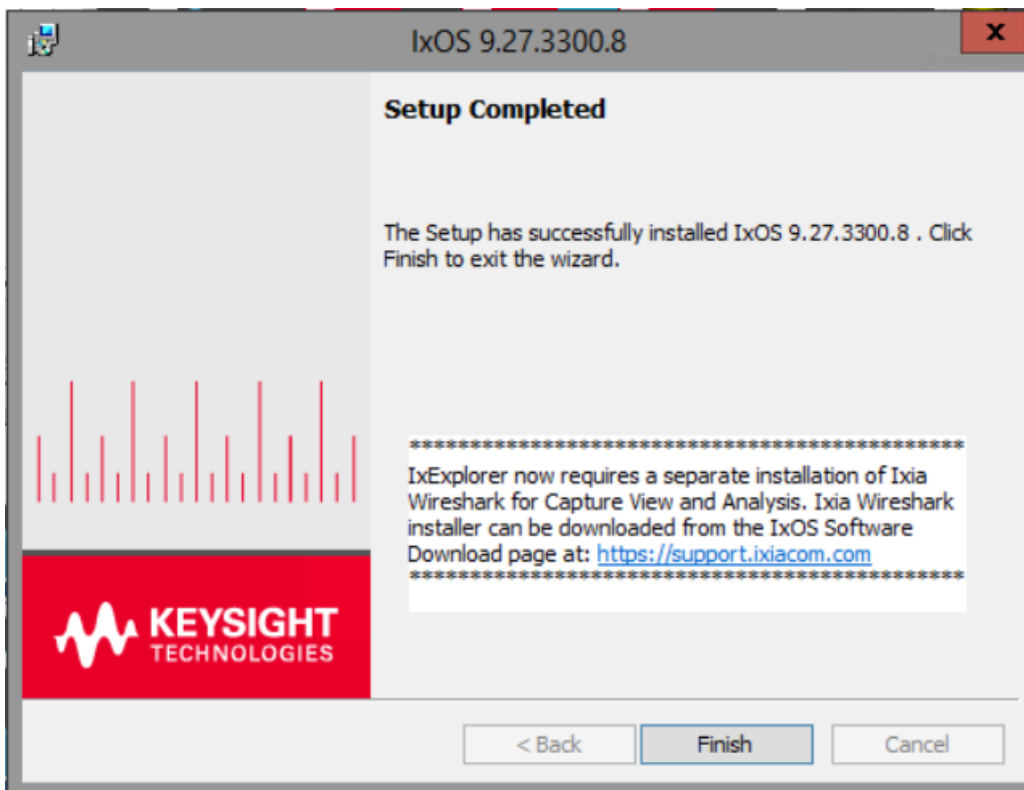 IxOS 9.27.3300.8
x
Setup Completed
The Setup has successfully installed IxOS 9.27.3300.8 . Click
Finish to exit the wizard.
**********************************************
IxExplorer now requires a separate installation of Ixia
Wireshark for Capture View and Analysis. Ixia Wireshark
installer can be downloaded from the IxOS Software
Download page at: https://support.ixiacom.com
**********************************************
KEYSIGHT
TECHNOLOGIES
< Back
Finish
Cancel